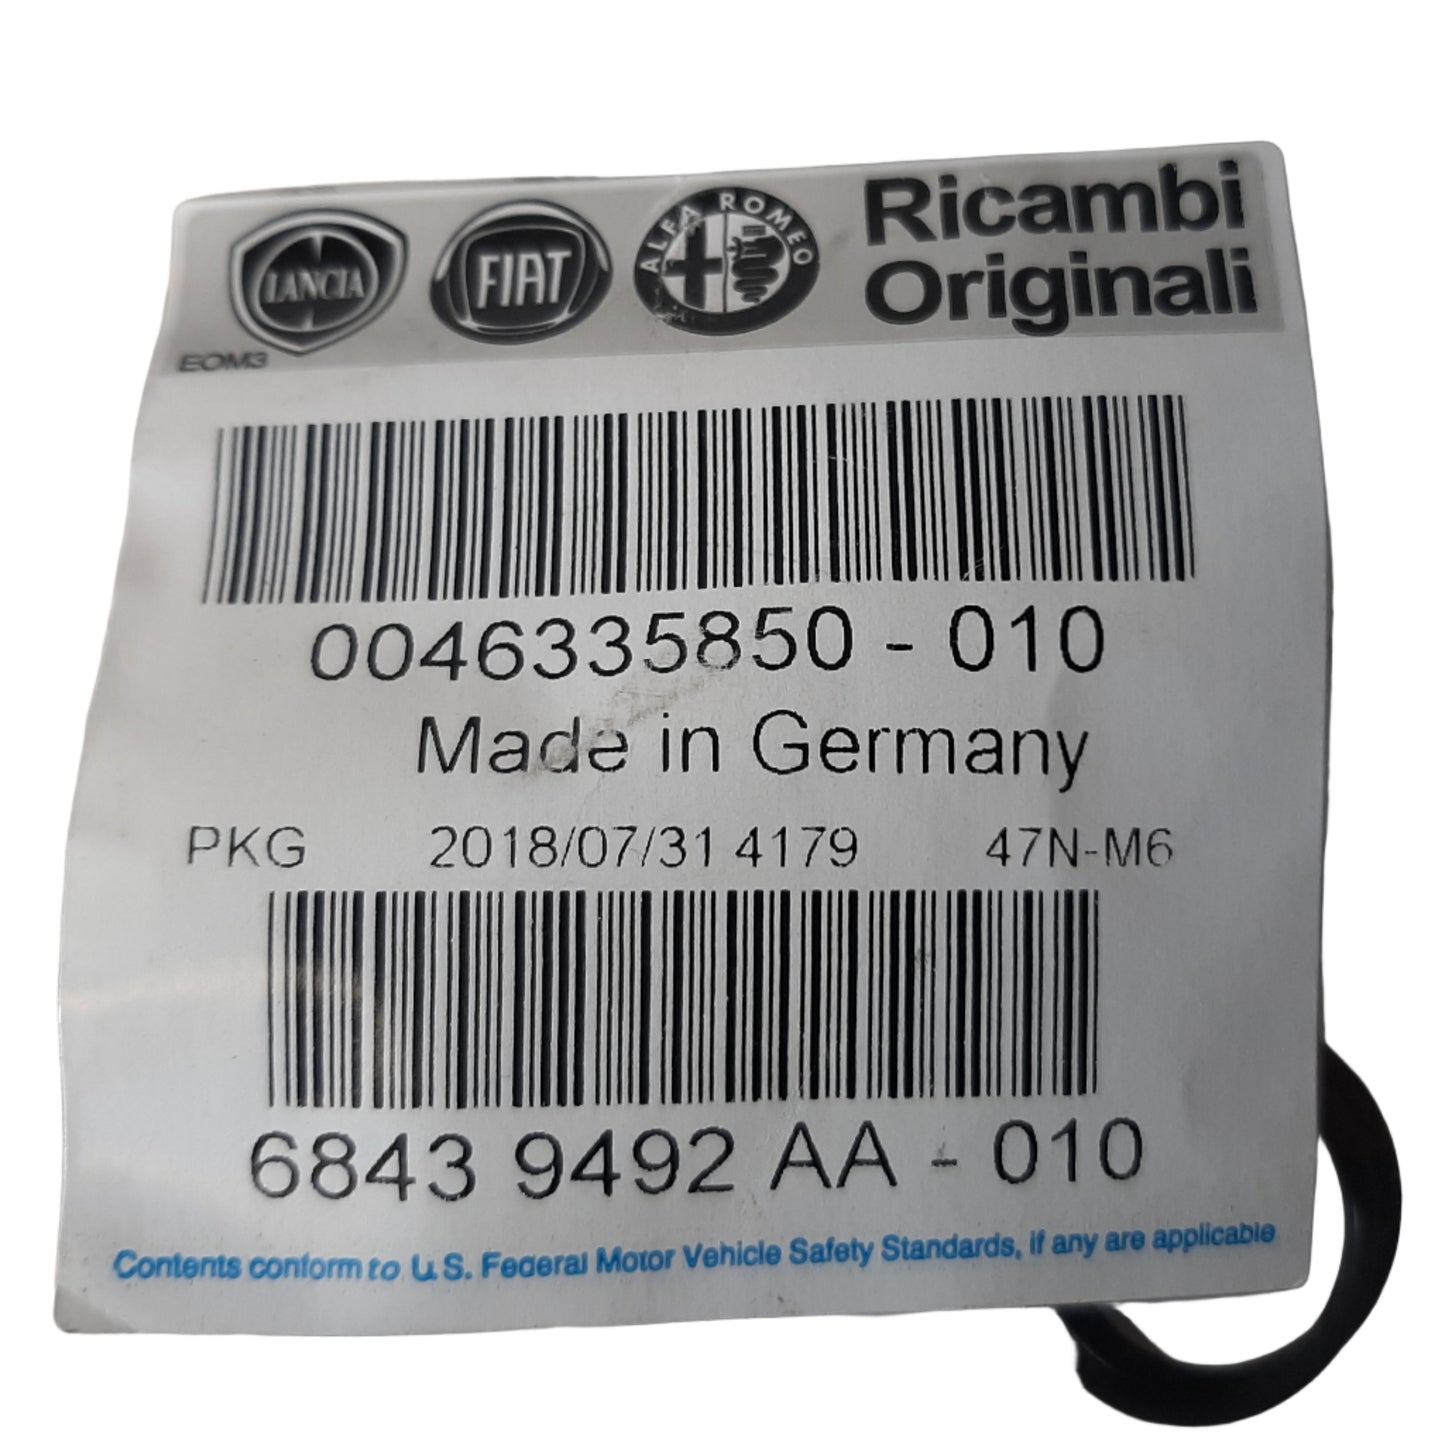 LANCIA FIAT ALFA ROMEO Ricambi
Originali
EOM3
0046335850 - 010
Made in Germany
PKG 2018/07/31 4179 47N-M6
6843 9492 AA - 010
Contents conform to U.S. Federal Motor Vehicle Safety Standards, if any are applicable